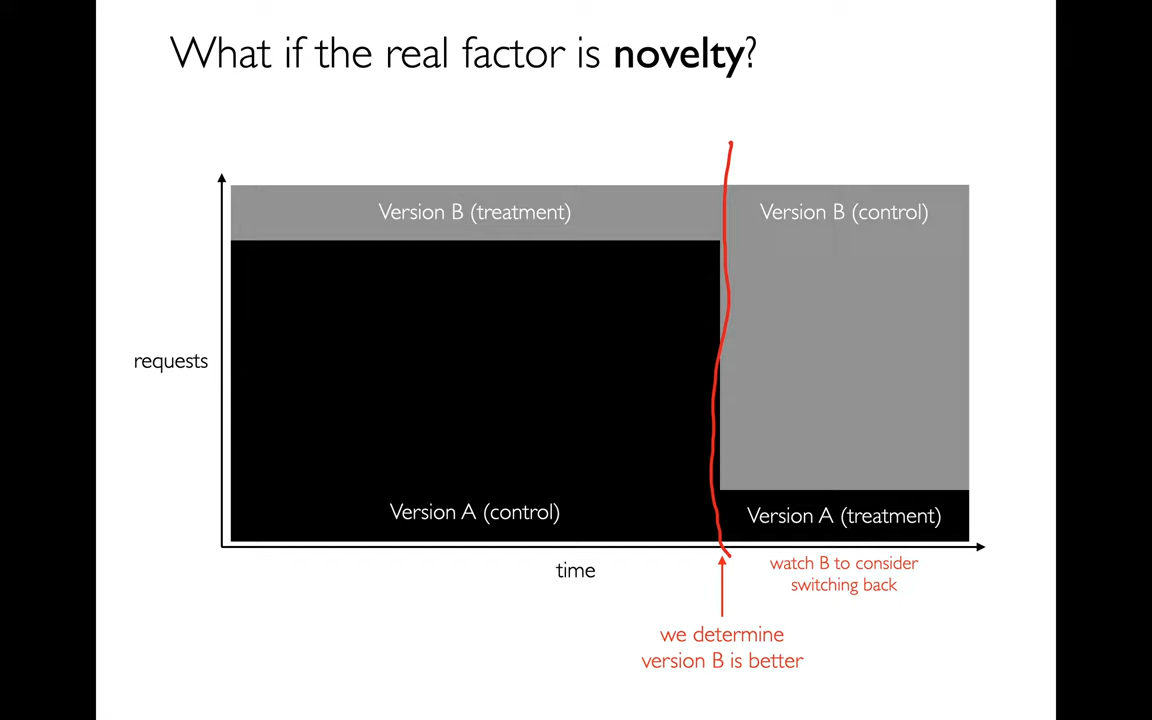 What if the real factor is novelty?
Version B (treatment)
Version B (control)
requests
Version A (control)
Version A (treatment)
time
watch B to consider
switching back
we determine
version B is better